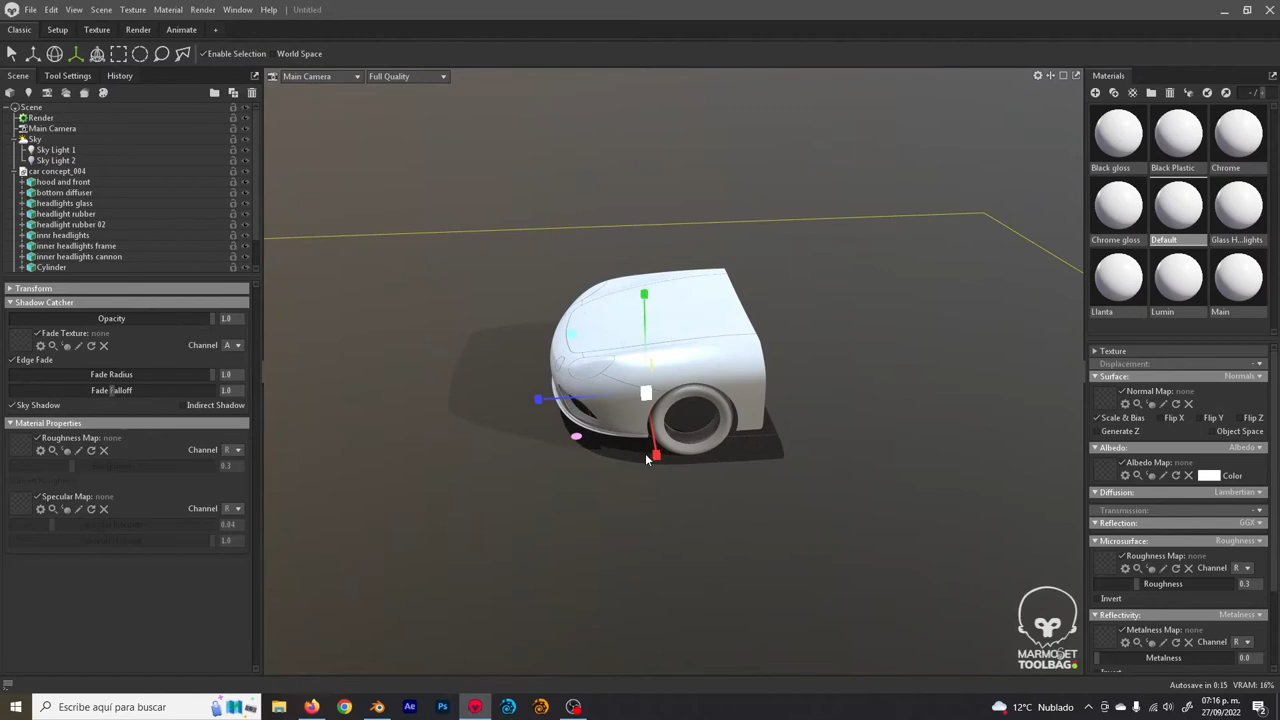 File Edit View Scene Texture Material Render Window Help Untitled
Classic Setup Texture Render Animate +
Enable Selection World Space
Scene Tool Settings History
Main Camera Full Quality
Materials
Scene
Render
Main Camera
Sky
Sky Light 1
Sky Light 2
car concept_004
hood and front
bottom diffuser
headlights glass
headlight rubber
headlight rubber 02
innr headlights
inner headlights frame
inner headlights cannon
Cylinder
Transform
Shadow Catcher
Opacity 1.0
Fade Texture: none
Channel A
Edge Fade
Fade Radius 1.0
Fade Falloff 1.0
Sky Shadow Indirect Shadow
Material Properties
Roughness Map: none
Channel R
0.3
Specular Map: none
Channel R
0.04
1.0
Black gloss Black Plastic Chrome
Chrome gloss Default Glass H...lights
Llanta Lumin Main
Texture
Displacement:
Surface: Normals
Normal Map: none
Scale & Bias Flip X Flip Y Flip Z
Generate Z Object Space
Albedo: Albedo
Albedo Map: none
Color
Diffusion: Lambertian
Transmission:
Reflection: GGX
Microsurface: Roughness
Roughness Map: none
Channel R
Roughness 0.3
Invert
Reflectivity: Metalness
Metalness Map: none
Channel R
Metalness 0.0
MARMOSET
TOOLBAG
Autosave in 0:15 VRAM: 16%
Escribe aquí para buscar
12°C Nublado
07:16 p. m.
27/09/2022